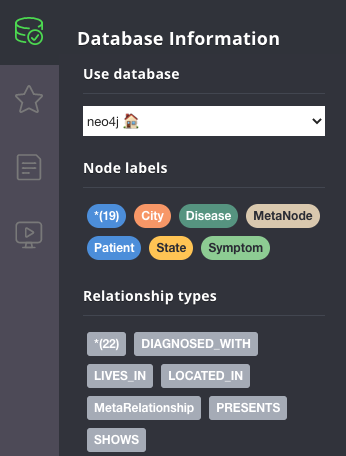 Database Information
Use database
neo4j 🏠
Node labels
*(19) City Disease MetaNode
Patient State Symptom
Relationship types
*(22) DIAGNOSED_WITH
LIVES_IN LOCATED_IN
MetaRelationship PRESENTS
SHOWS